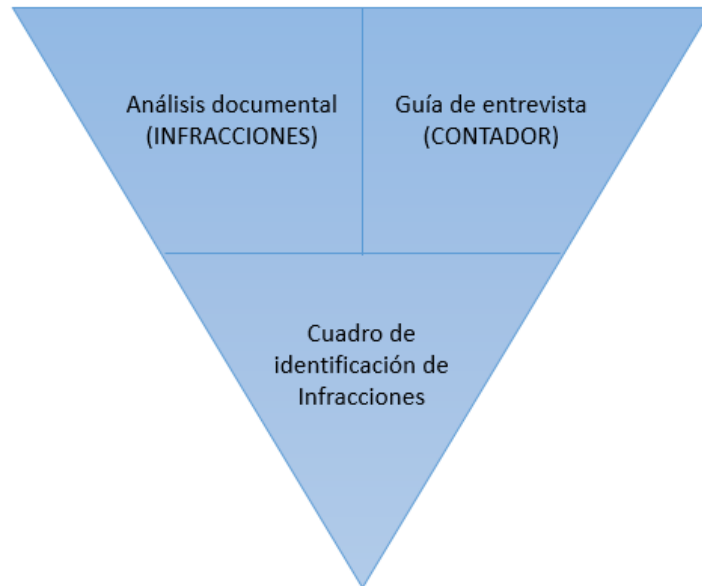 Análisis documental
(INFRACCIONES)
Guía de entrevista
(CONTADOR)
Cuadro de
identificación de
Infracciones